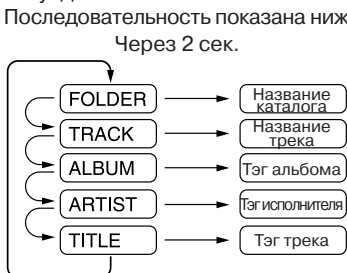 Последовательность показана ниж
Через 2 сек.
FOLDER
Название
каталога
TRACK
Название
трека
ALBUM
Тэг альбома
ARTIST
Тэг исполнителя
TITLE
Тэг трека